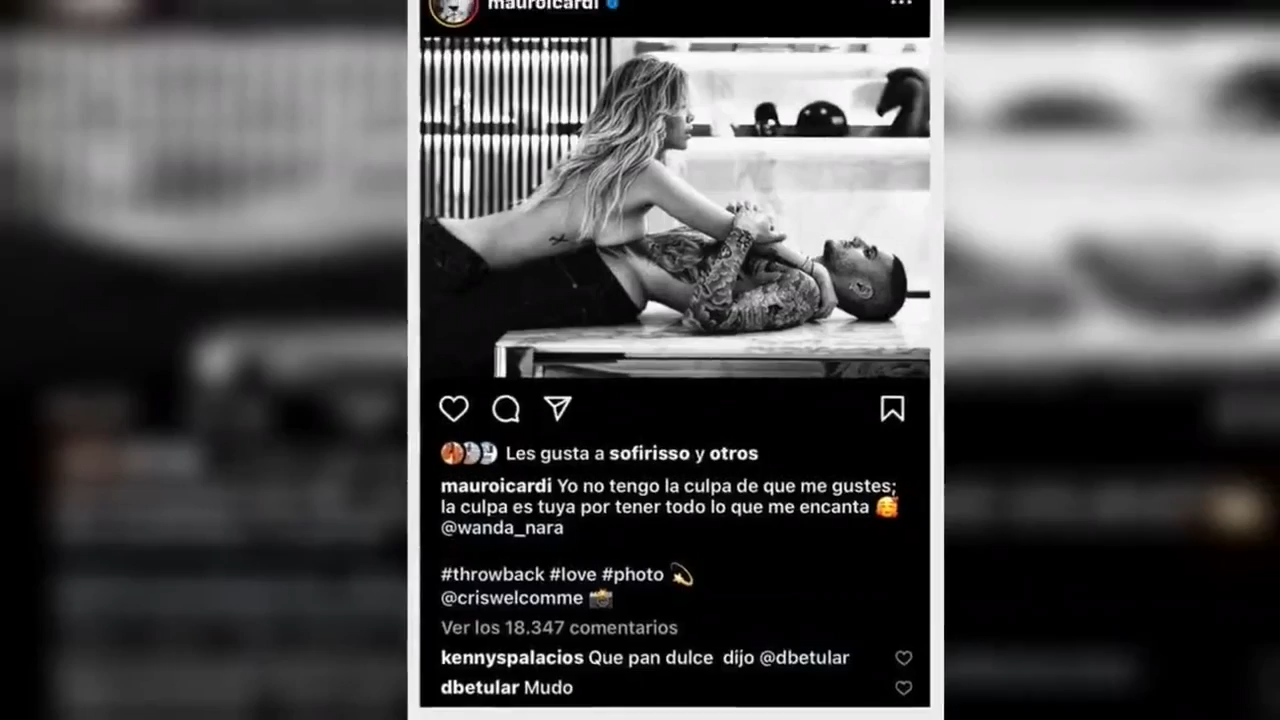 mauroicardi
Les gusta a sofirisso y otros
mauroicardi Yo no tengo la culpa de que me gustes;
la culpa es tuya por tener todo lo que me encanta 🥰
@wanda_nara
#throwback #love #photo 💫
@criswelcomme 📸
Ver los 18.347 comentarios
kennyspalacios Que pan dulce dijo @dbetular
dbetular Mudo